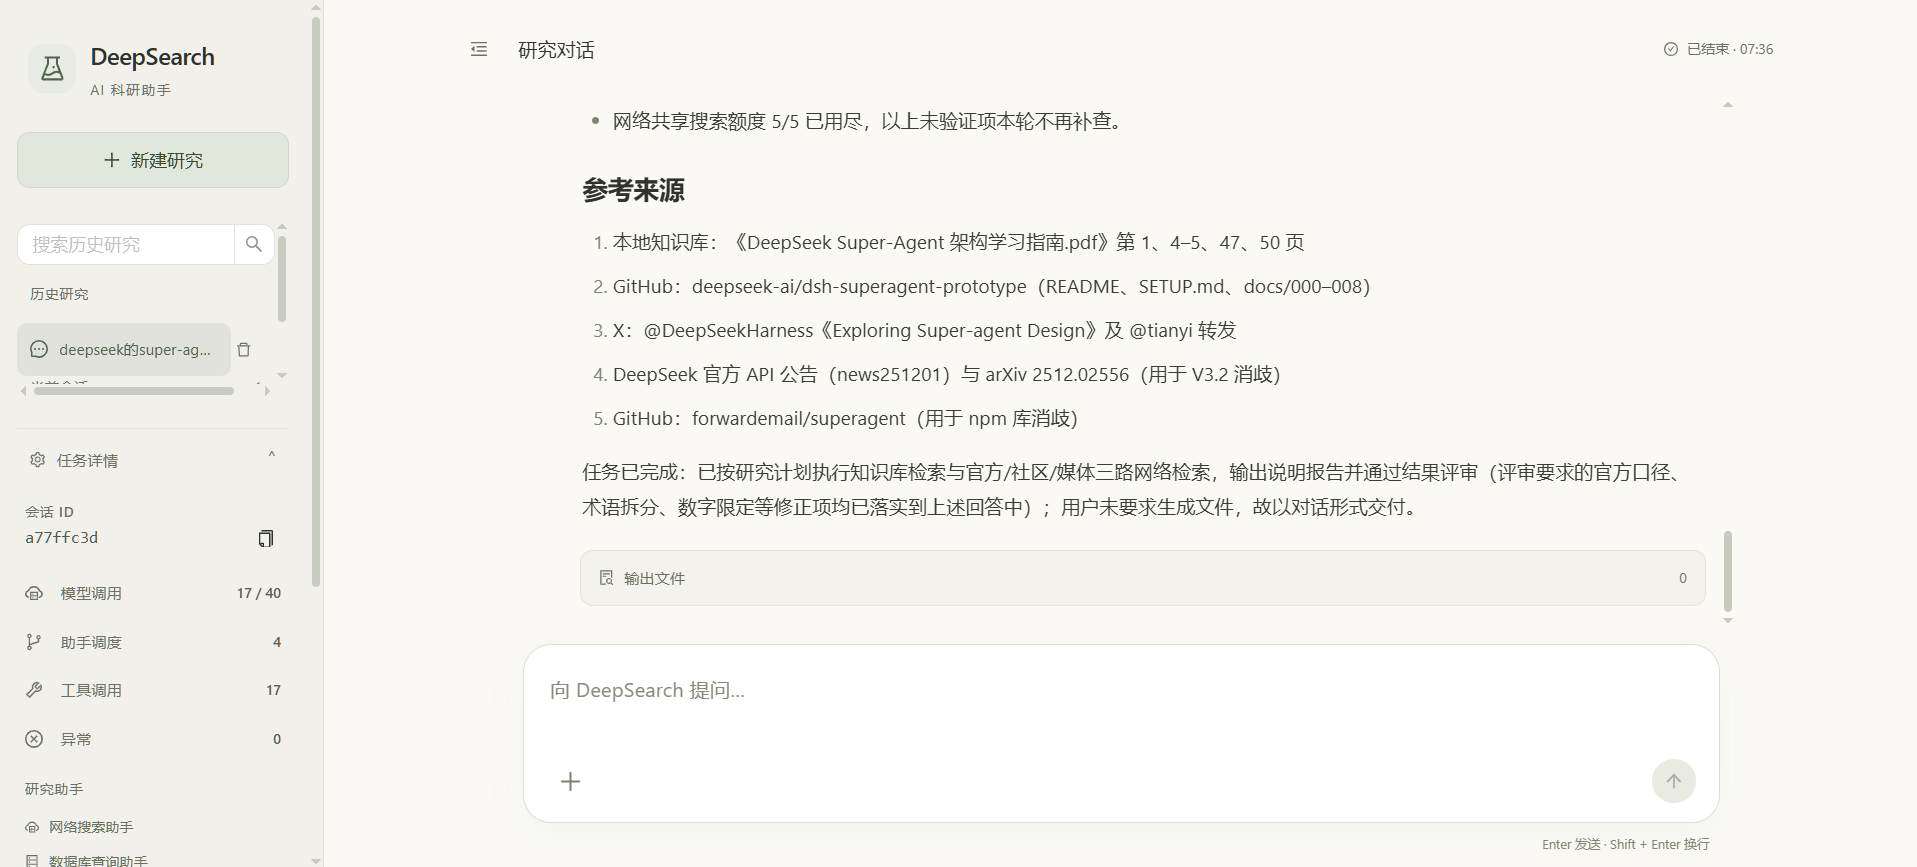 DeepSearch
AI 科研助手
新建研究
搜索历史研究
历史研究
deepseek的super-ag...
任务详情
会话 ID
a77ffc3d
模型调用 17 / 40
助手调度 4
工具调用 17
异常 0
研究助手
网络搜索助手
数据库查询助手
研究对话
已结束 · 07:36
网络共享搜索额度 5/5 已用尽，以上未验证项本轮不再补查。
参考来源
1. 本地知识库：《DeepSeek Super-Agent 架构学习指南.pdf》第 1、4–5、47、50 页
2. GitHub：deepseek-ai/dsh-superagent-prototype（README、SETUP.md、docs/000–008）
3. X：@DeepSeekHarness《Exploring Super-agent Design》及 @tianyi 转发
4. DeepSeek 官方 API 公告（news251201）与 arXiv 2512.02556（用于 V3.2 消歧）
5. GitHub：forwardemail/superagent（用于 npm 库消歧）
任务已完成：已按研究计划执行知识库检索与官方/社区/媒体三路网络检索，输出说明报告并通过结果评审（评审要求的官方口径、
术语拆分、数字限定等修正项均已落实到上述回答中）；用户未要求生成文件，故以对话形式交付。
输出文件 0
向 DeepSearch 提问...
Enter 发送 · Shift + Enter 换行